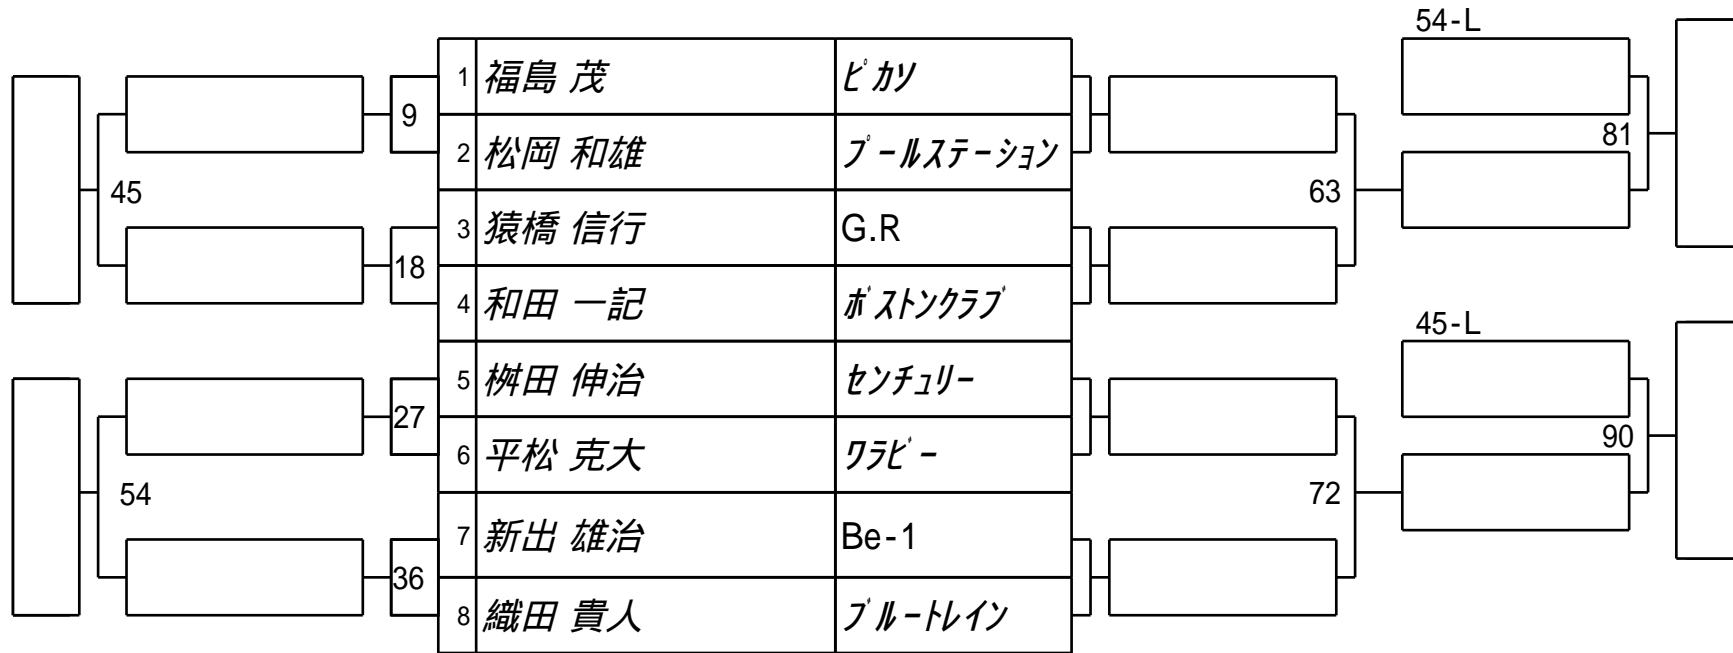 54-L
1 福島 茂 ﾋﾟｶｿ
9
2 松岡 和雄 ﾌﾟｰﾙｽﾃｰｼｮﾝ
81
45
63
3 猿橋 信行 G.R
18
4 和田 一記 ﾎﾞｽﾄﾝｸﾗﾌﾞ
45-L
5 桝田 伸治 ｾﾝﾁｭﾘｰ
27
6 平松 克大 ﾜﾗﾋﾞｰ
90
54
72
7 新出 雄治 Be-1
36
8 織田 貴人 ﾌﾞﾙｰﾄﾚｲﾝ